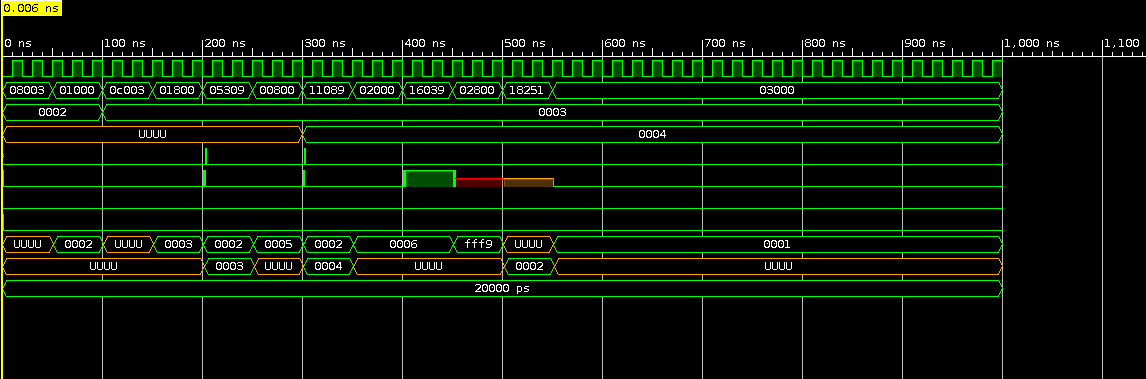 0.006 ns
0 ns 100 ns 200 ns 300 ns 400 ns 500 ns 600 ns 700 ns 800 ns 900 ns 1,000 ns 1,100
08003 01000 0c003 01800 05309 00800 11089 02000 16039 02800 18251 03000
0002 0003
UUUU 0004
UUUU 0002 UUUU 0003 0002 0005 0002 0006 fff9 UUUU 0001
UUUU 0003 UUUU 0004 UUUU 0002 UUUU
20000 ps